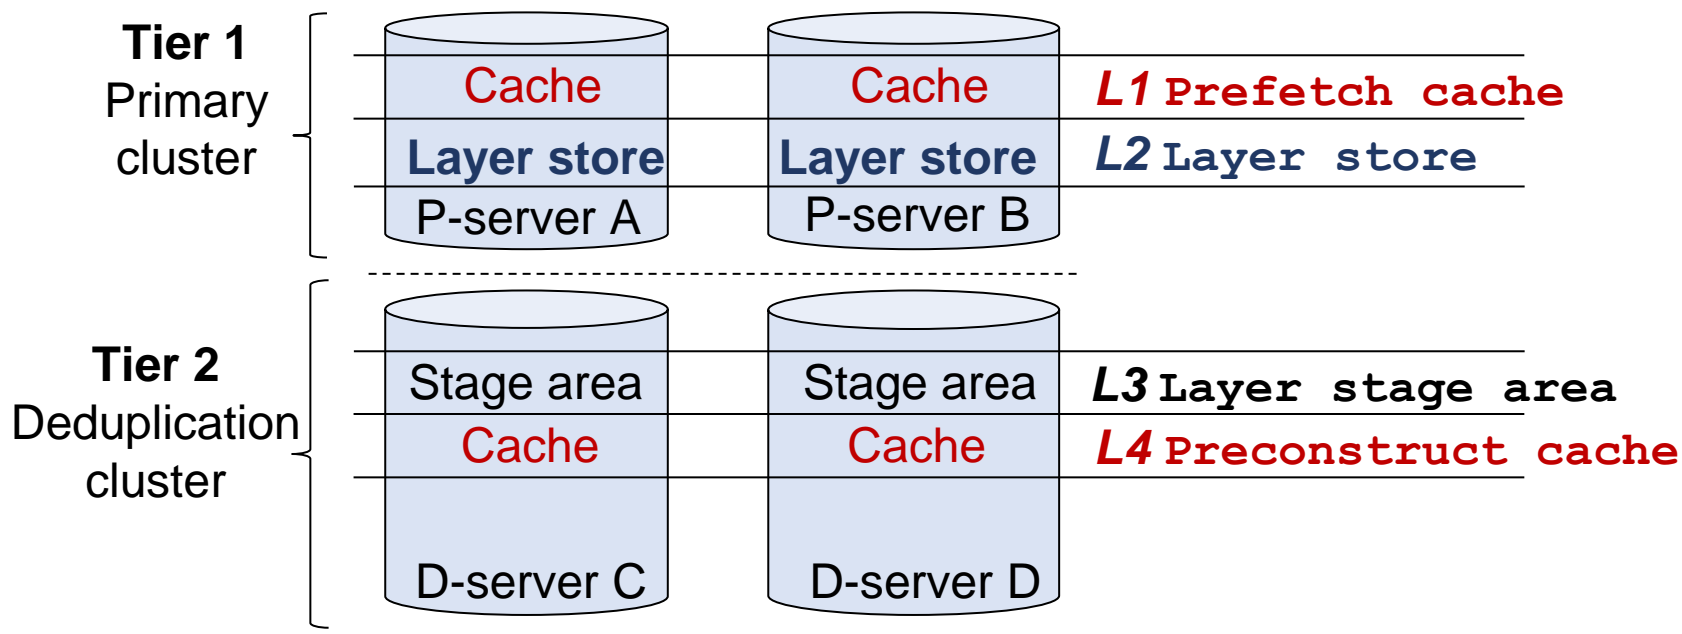 Tier 1
Primary
cluster
Cache
Cache
L1 Prefetch cache
Layer store
Layer store
L2 Layer store
P-server A
P-server B
Tier 2
Deduplication
cluster
Stage area
Stage area
L3 Layer stage area
Cache
Cache
L4 Preconstruct cache
D-server C
D-server D